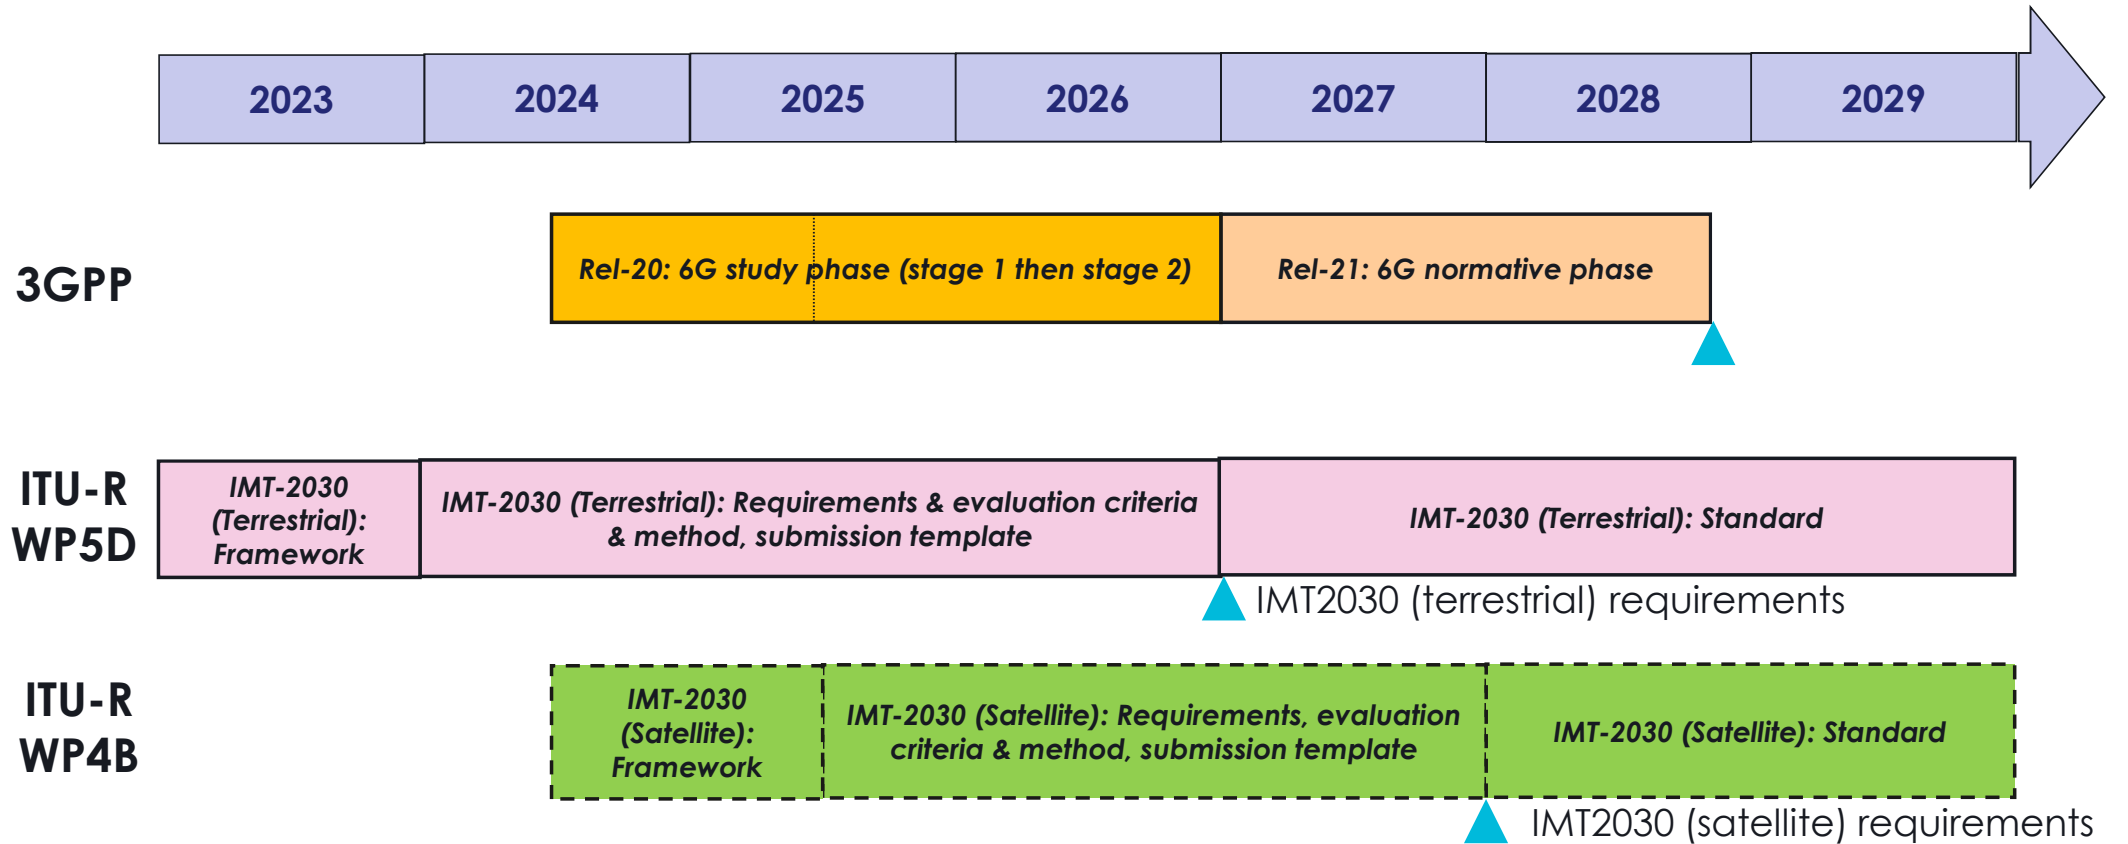 2023
2024
2025
2026
2027
2028
2029
3GPP
Rel-20: 6G study phase (stage 1 then stage 2)
Rel-21: 6G normative phase
ITU-R
WP5D
IMT-2030
(Terrestrial):
Framework
IMT-2030 (Terrestrial): Requirements & evaluation criteria
& method, submission template
IMT-2030 (Terrestrial): Standard
IMT2030 (terrestrial) requirements
ITU-R
WP4B
IMT-2030
(Satellite):
Framework
IMT-2030 (Satellite): Requirements, evaluation
criteria & method, submission template
IMT-2030 (Satellite): Standard
IMT2030 (satellite) requirements